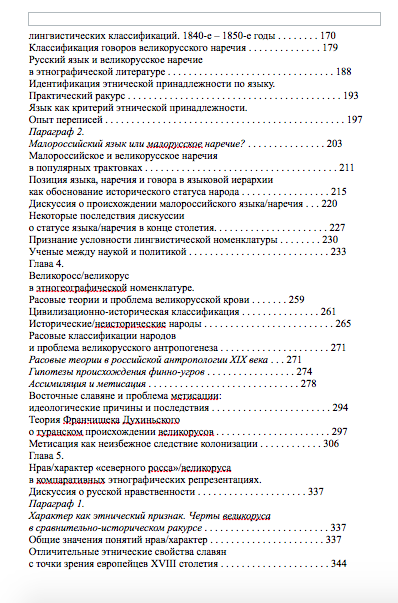 лингвистических классификаций. 1840-е – 1850-е годы . . . . . . . . 170
Классификация говоров великорусского наречия . . . . . . . . . . . 179
Русский язык и великорусское наречие
в этнографической литературе . . . . . . . . . . . . . . . . . . . . . . . . . . . . 188
Идентификация этнической принадлежности по языку.
Практический ракурс . . . . . . . . . . . . . . . . . . . . . . . . . . . . . . . . . . . . 193
Язык как критерий этнической принадлежности.
Опыт переписей . . . . . . . . . . . . . . . . . . . . . . . . . . . . . . . . . . . . . . . . 197
Параграф 2.
Малороссийский язык или малорусское наречие? . . . . . . . . . . . . . . . 203
Малороссийское и великорусское наречия
в популярных трактовках . . . . . . . . . . . . . . . . . . . . . . . . . . . . . . . . . 211
Позиция языка, наречия и говора в языковой иерархии
как обоснование исторического статуса народа . . . . . . . . . . . . . . 215
Дискуссия о происхождении малороссийского языка/наречия . . . 220
Некоторые последствия дискуссии
о статусе языка/наречия в конце столетия. . . . . . . . . . . . . . . . . . . 227
Признание условности лингвистической номенклатуры . . . . . . . . 230
Ученые между наукой и политикой . . . . . . . . . . . . . . . . . . . . . . . 233
Глава 4.
Великоросс/великорус
в этногеографической номенклатуре.
Расовые теории и проблема великорусской крови . . . . . . . 259
Цивилизационно-историческая классификация . . . . . . . . . . . . . 261
Исторические/неисторические народы . . . . . . . . . . . . . . . . . . . . . . 265
Расовые классификации народов
и проблема великорусского антропогенеза . . . . . . . . . . . . . . . . . . 271
Расовые теории в российской антропологии XIX века . . . 271
Гипотезы происхождения финно-угров . . . . . . . . . . . . . . . 274
Ассимиляция и метисация . . . . . . . . . . . . . . . . . . . . . . . . . 278
Восточные славяне и проблема метисации:
идеологические причины и последствия . . . . . . . . . . . . . . . . . . . . 294
Теория Франчишека Духиньского
о туранском происхождении великорусов . . . . . . . . . . . . . . . . . . . 297
Метисация как неизбежное следствие колонизации . . . . . . . . . . 306
Глава 5.
Нрав/характер «северного росса»/великоруса
в компаративных этнографических репрезентациях.
Дискуссии о русской нравственности . . . . . . . . . . . . . . . . . . 337
Параграф 1.
Характер как этнический признак. Черты великоруса
в сравнительно-историческом ракурсе . . . . . . . . . . . . . . . . . . . . . . . 337
Общие значения понятий нрав/характер . . . . . . . . . . . . . . . . . . . . . 337
Отличительные этнические свойства славян
с точки зрения европейцев XVIII столетия . . . . . . . . . . . . . . . . . . 344